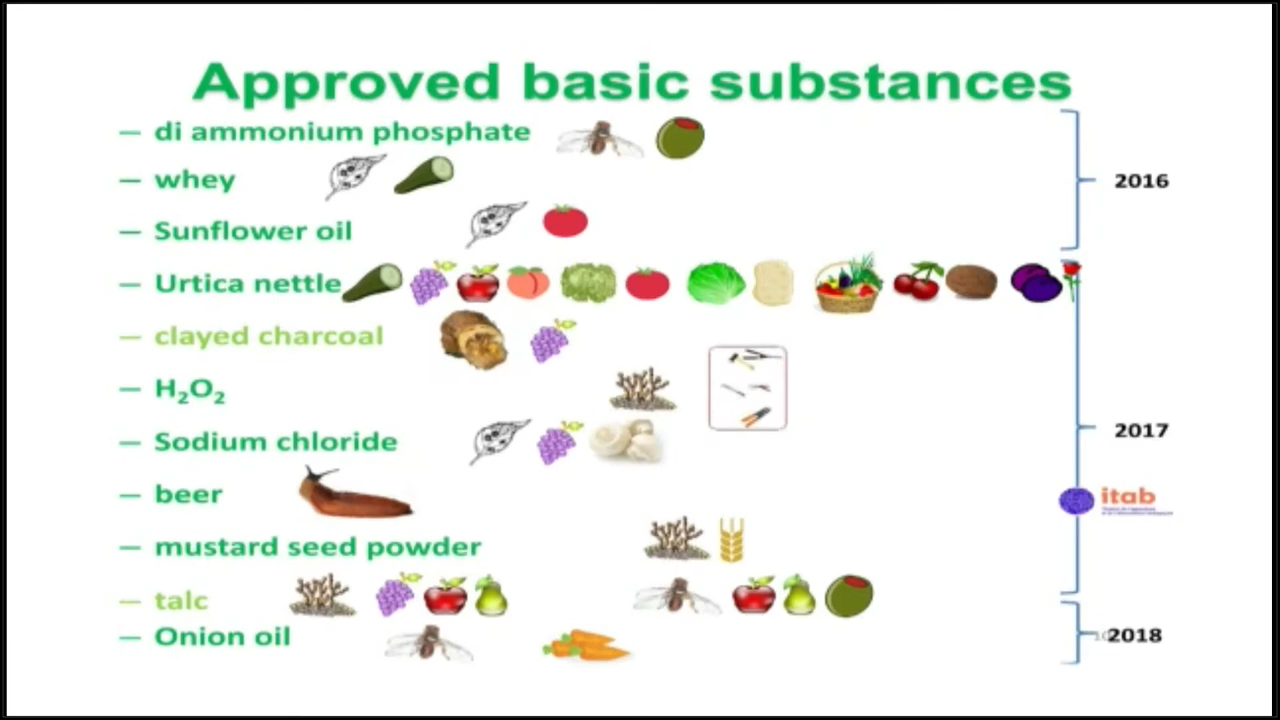 Approved basic substances
– di ammonium phosphate
– whey
2016
– Sunflower oil
– Urtica nettle
– clayed charcoal
– H₂O₂
2017
– Sodium chloride
– beer
itab
– mustard seed powder
– talc
– Onion oil
2018